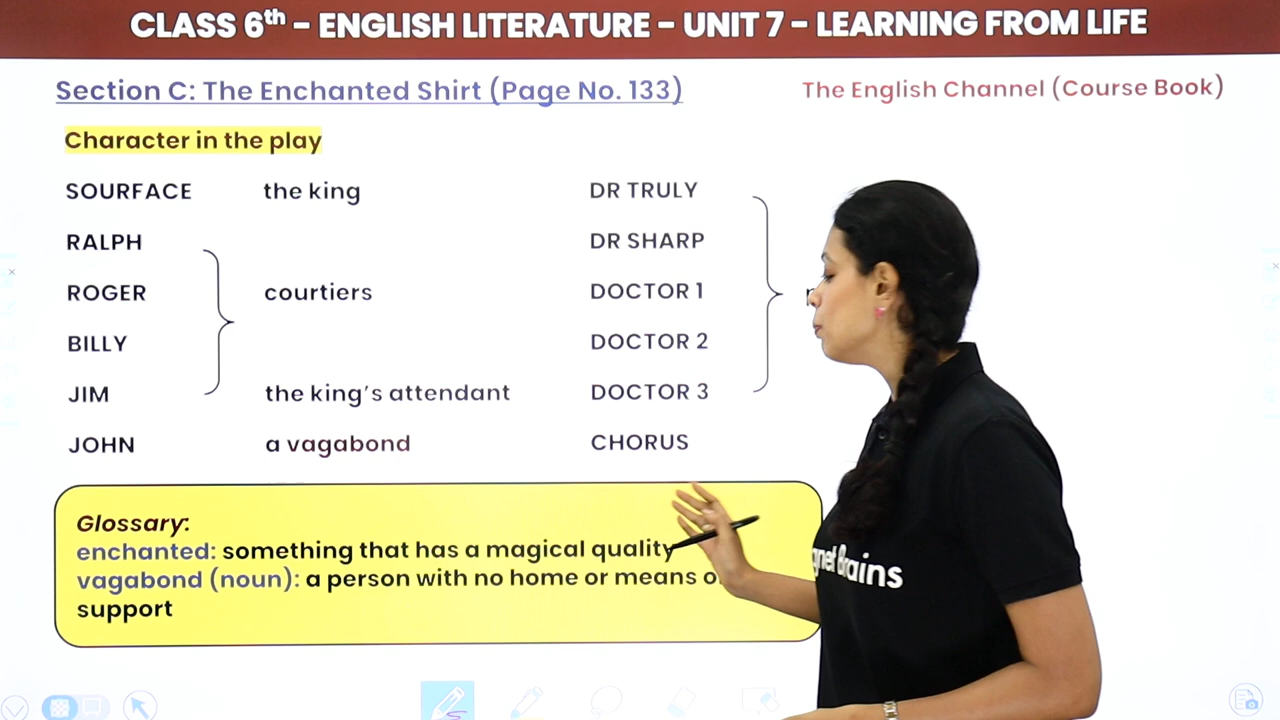 CLASS 6th - ENGLISH LITERATURE - UNIT 7 - LEARNING FROM LIFE
Section C: The Enchanted Shirt (Page No. 133)
The English Channel (Course Book)
Character in the play
SOURFACE the king
RALPH
ROGER courtiers
BILLY
JIM the king's attendant
JOHN a vagabond
DR TRULY
DR SHARP
DOCTOR 1
DOCTOR 2
DOCTOR 3
CHORUS
Glossary:
enchanted: something that has a magical quality
vagabond (noun): a person with no home or means
support